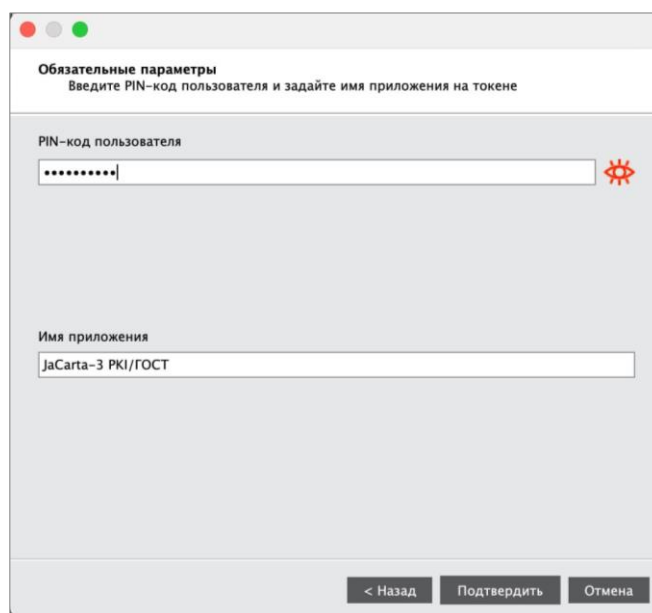 Обязательные параметры
Введите PIN-код пользователя и задайте имя приложения на токене
PIN-код пользователя
••••••••••
Имя приложения
JaCarta-3 PKI/ГОСТ
< Назад
Подтвердить
Отмена